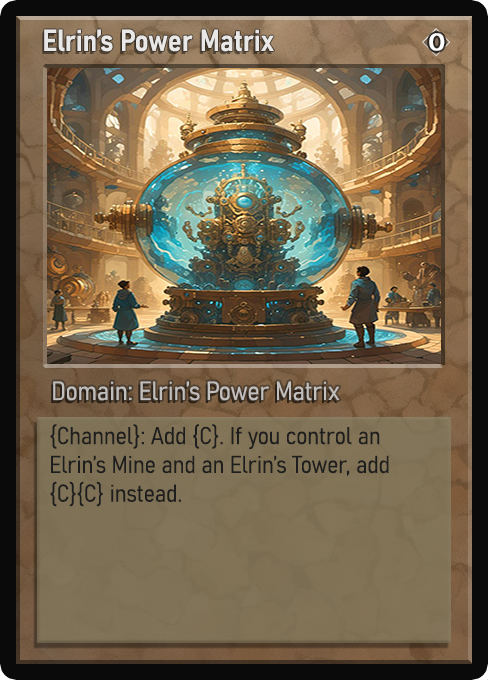 Elrin's Power Matrix
0
Domain: Elrin's Power Matrix
{Channel}: Add {C}. If you control an
Elrin's Mine and an Elrin's Tower, add
{C}{C} instead.